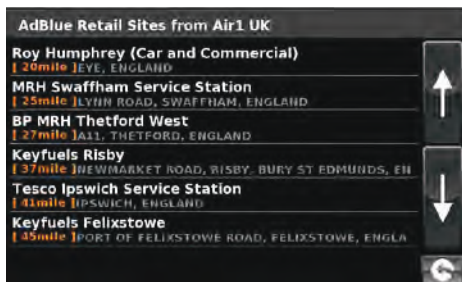 AdBlue Retail Sites from Air1 UK
Roy Humphrey (Car and Commercial)
[ 20mile ]EYE, ENGLAND
MRH Swaffham Service Station
[ 25mile ]LYNN ROAD, SWAFFHAM, ENGLAND
BP MRH Thetford West
[ 27mile ]A11, THETFORD, ENGLAND
Keyfuels Risby
[ 37mile ]NEWMARKET ROAD, RISBY, BURY ST EDMUNDS, EN
Tesco Ipswich Service Station
[ 41mile ]IPSWICH, ENGLAND
Keyfuels Felixstowe
[ 45mile ]PORT OF FELIXSTOWE ROAD, FELIXSTOWE, ENGLA